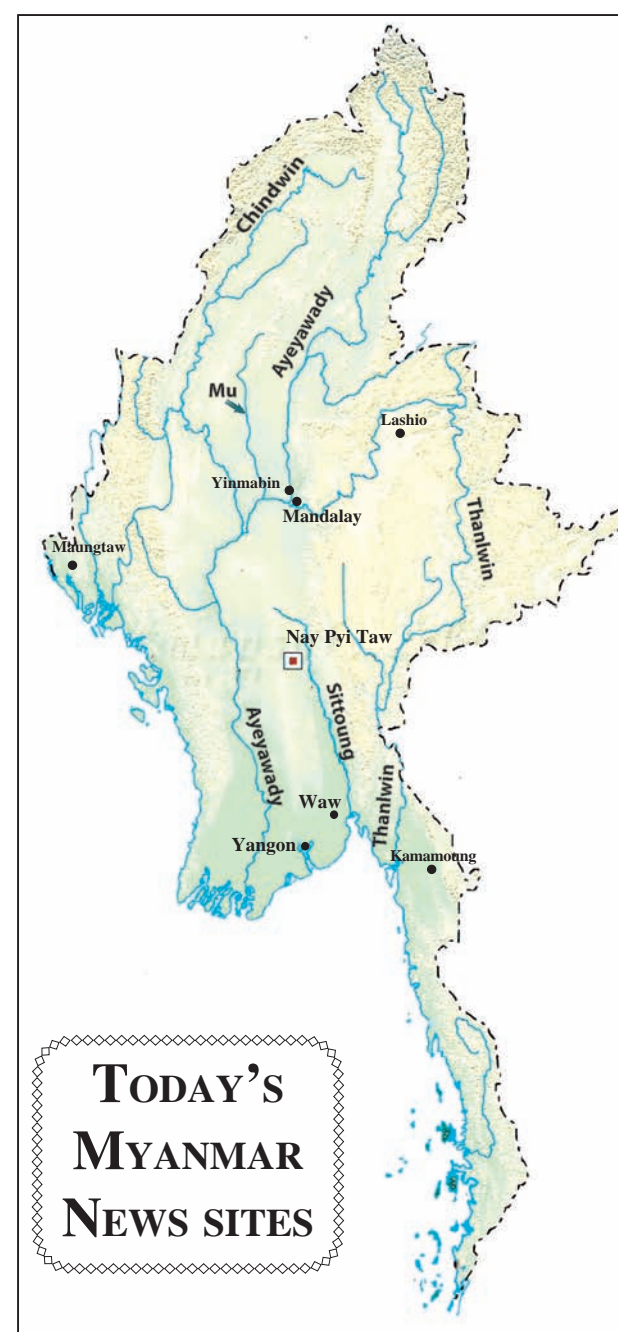 Chindwin
Ayeyawady
Mu
Lashio
Yinmabin
Mandalay
Thanlwin
Maungtaw
Nay Pyi Taw
Sittoung
Ayeyawady
Waw
Thanlwin
Yangon
Kamamoung
TODAY'S
MYANMAR
NEWS SITES